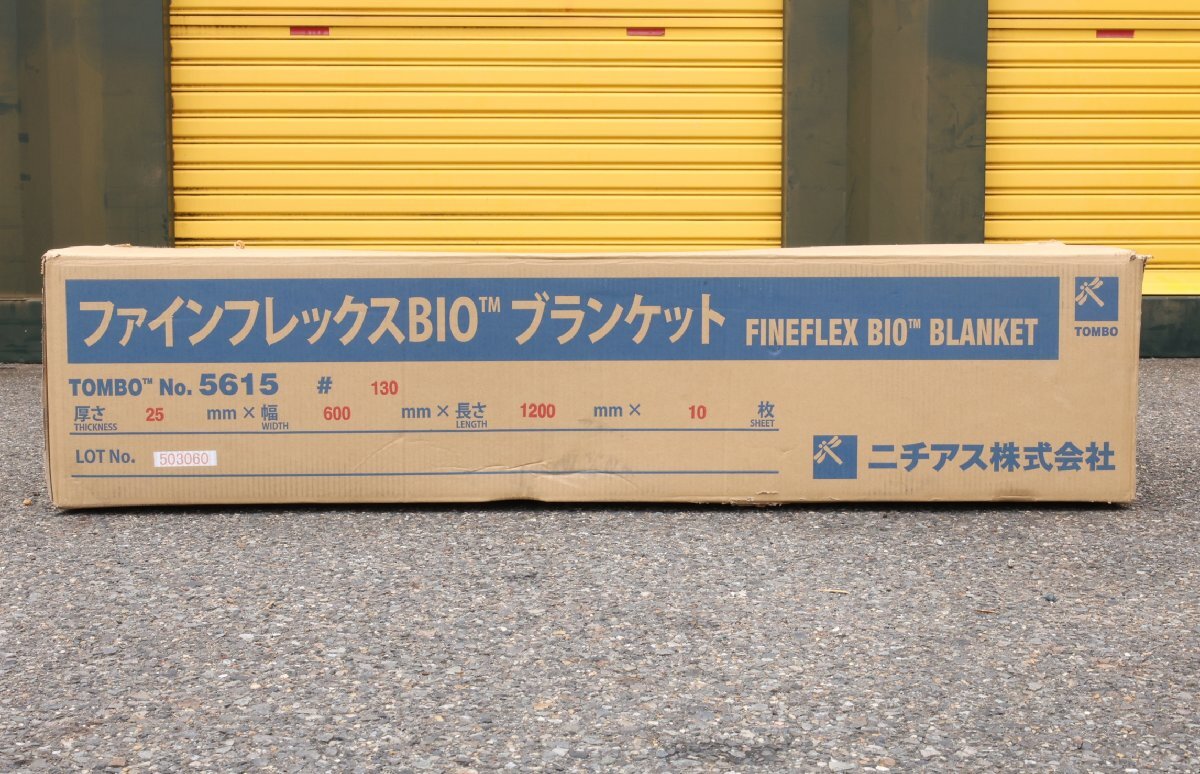 ファインフレックスBIO™ ブランケット FINEFLEX BIO™ BLANKET
TOMBO
TOMBO™ No. 5615 # 130
厚さ 25 mm × 幅 600 mm × 長さ 1200 mm × 10 枚
THICKNESS WIDTH LENGTH SHEET
LOT No. 503060
ニチアス株式会社